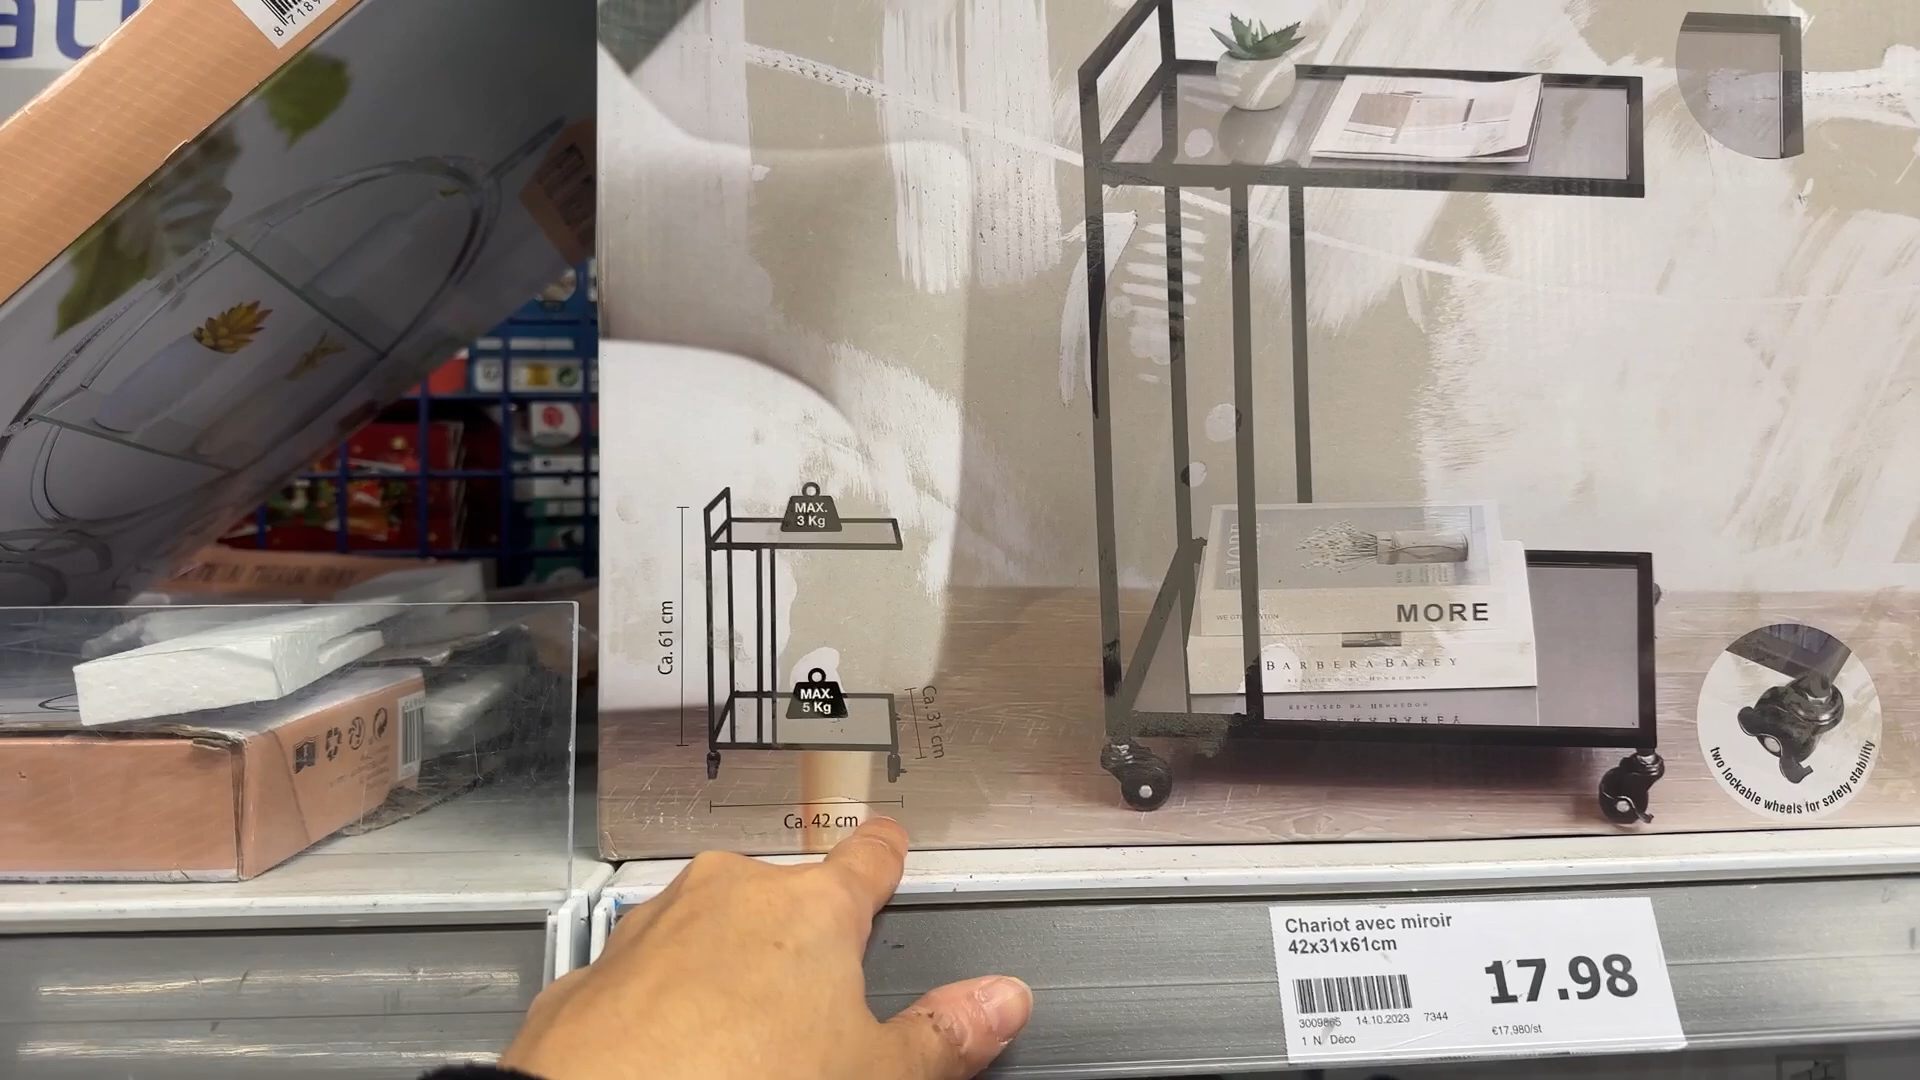 MAX.
3 Kg
Ca. 61 cm
MAX.
5 Kg
Ca. 31 cm
Ca. 42 cm
MORE
BARBERA BAREY
two lockable wheels for safety stability
Chariot avec miroir
42x31x61cm
17.98
14.10.2023 7344
€17,980/st
1 N Déco